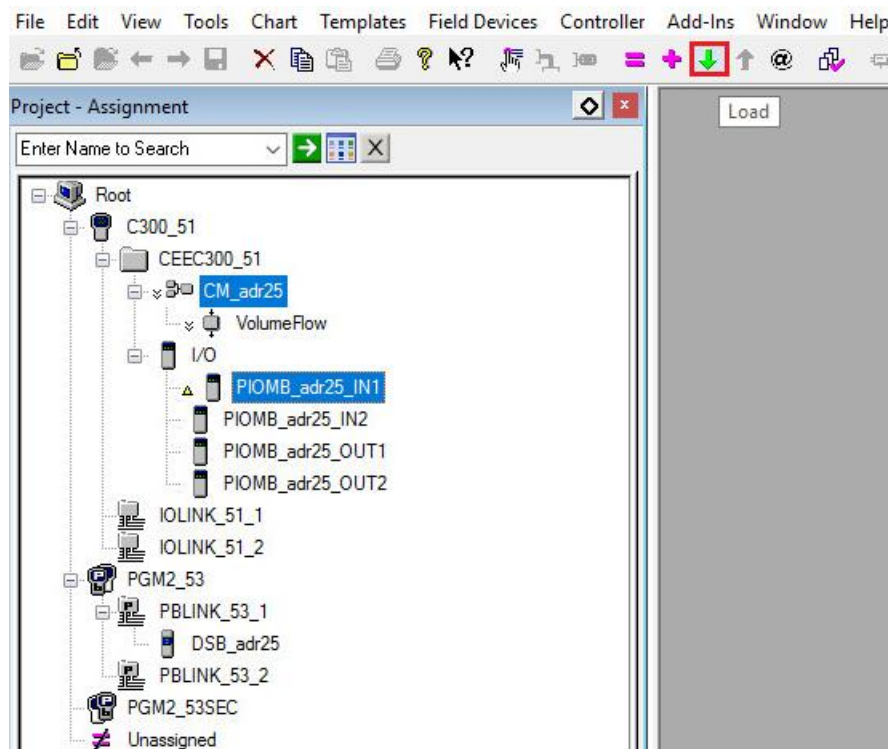 File Edit View Tools Chart Templates Field Devices Controller Add-Ins Window Help
Project - Assignment
Load
Enter Name to Search
Root
C300_51
CEEC300_51
CM_adr25
VolumeFlow
I/O
PIOMB_adr25_IN1
PIOMB_adr25_IN2
PIOMB_adr25_OUT1
PIOMB_adr25_OUT2
IOLINK_51_1
IOLINK_51_2
PGM2_53
PBLINK_53_1
DSB_adr25
PBLINK_53_2
PGM2_53SEC
Unassigned